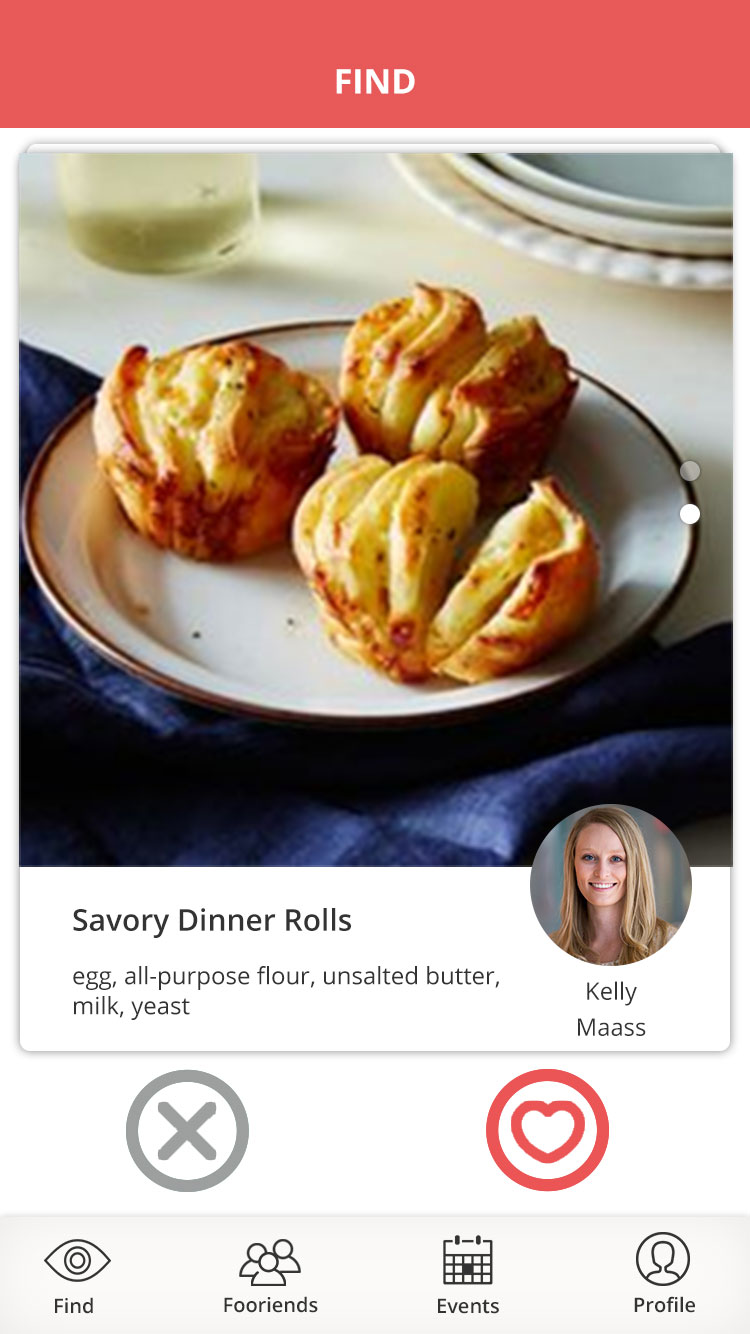 FIND
Savory Dinner Rolls
egg, all-purpose flour, unsalted butter,
milk, yeast
Kelly
Maass
Find
Fooriends
Events
Profile